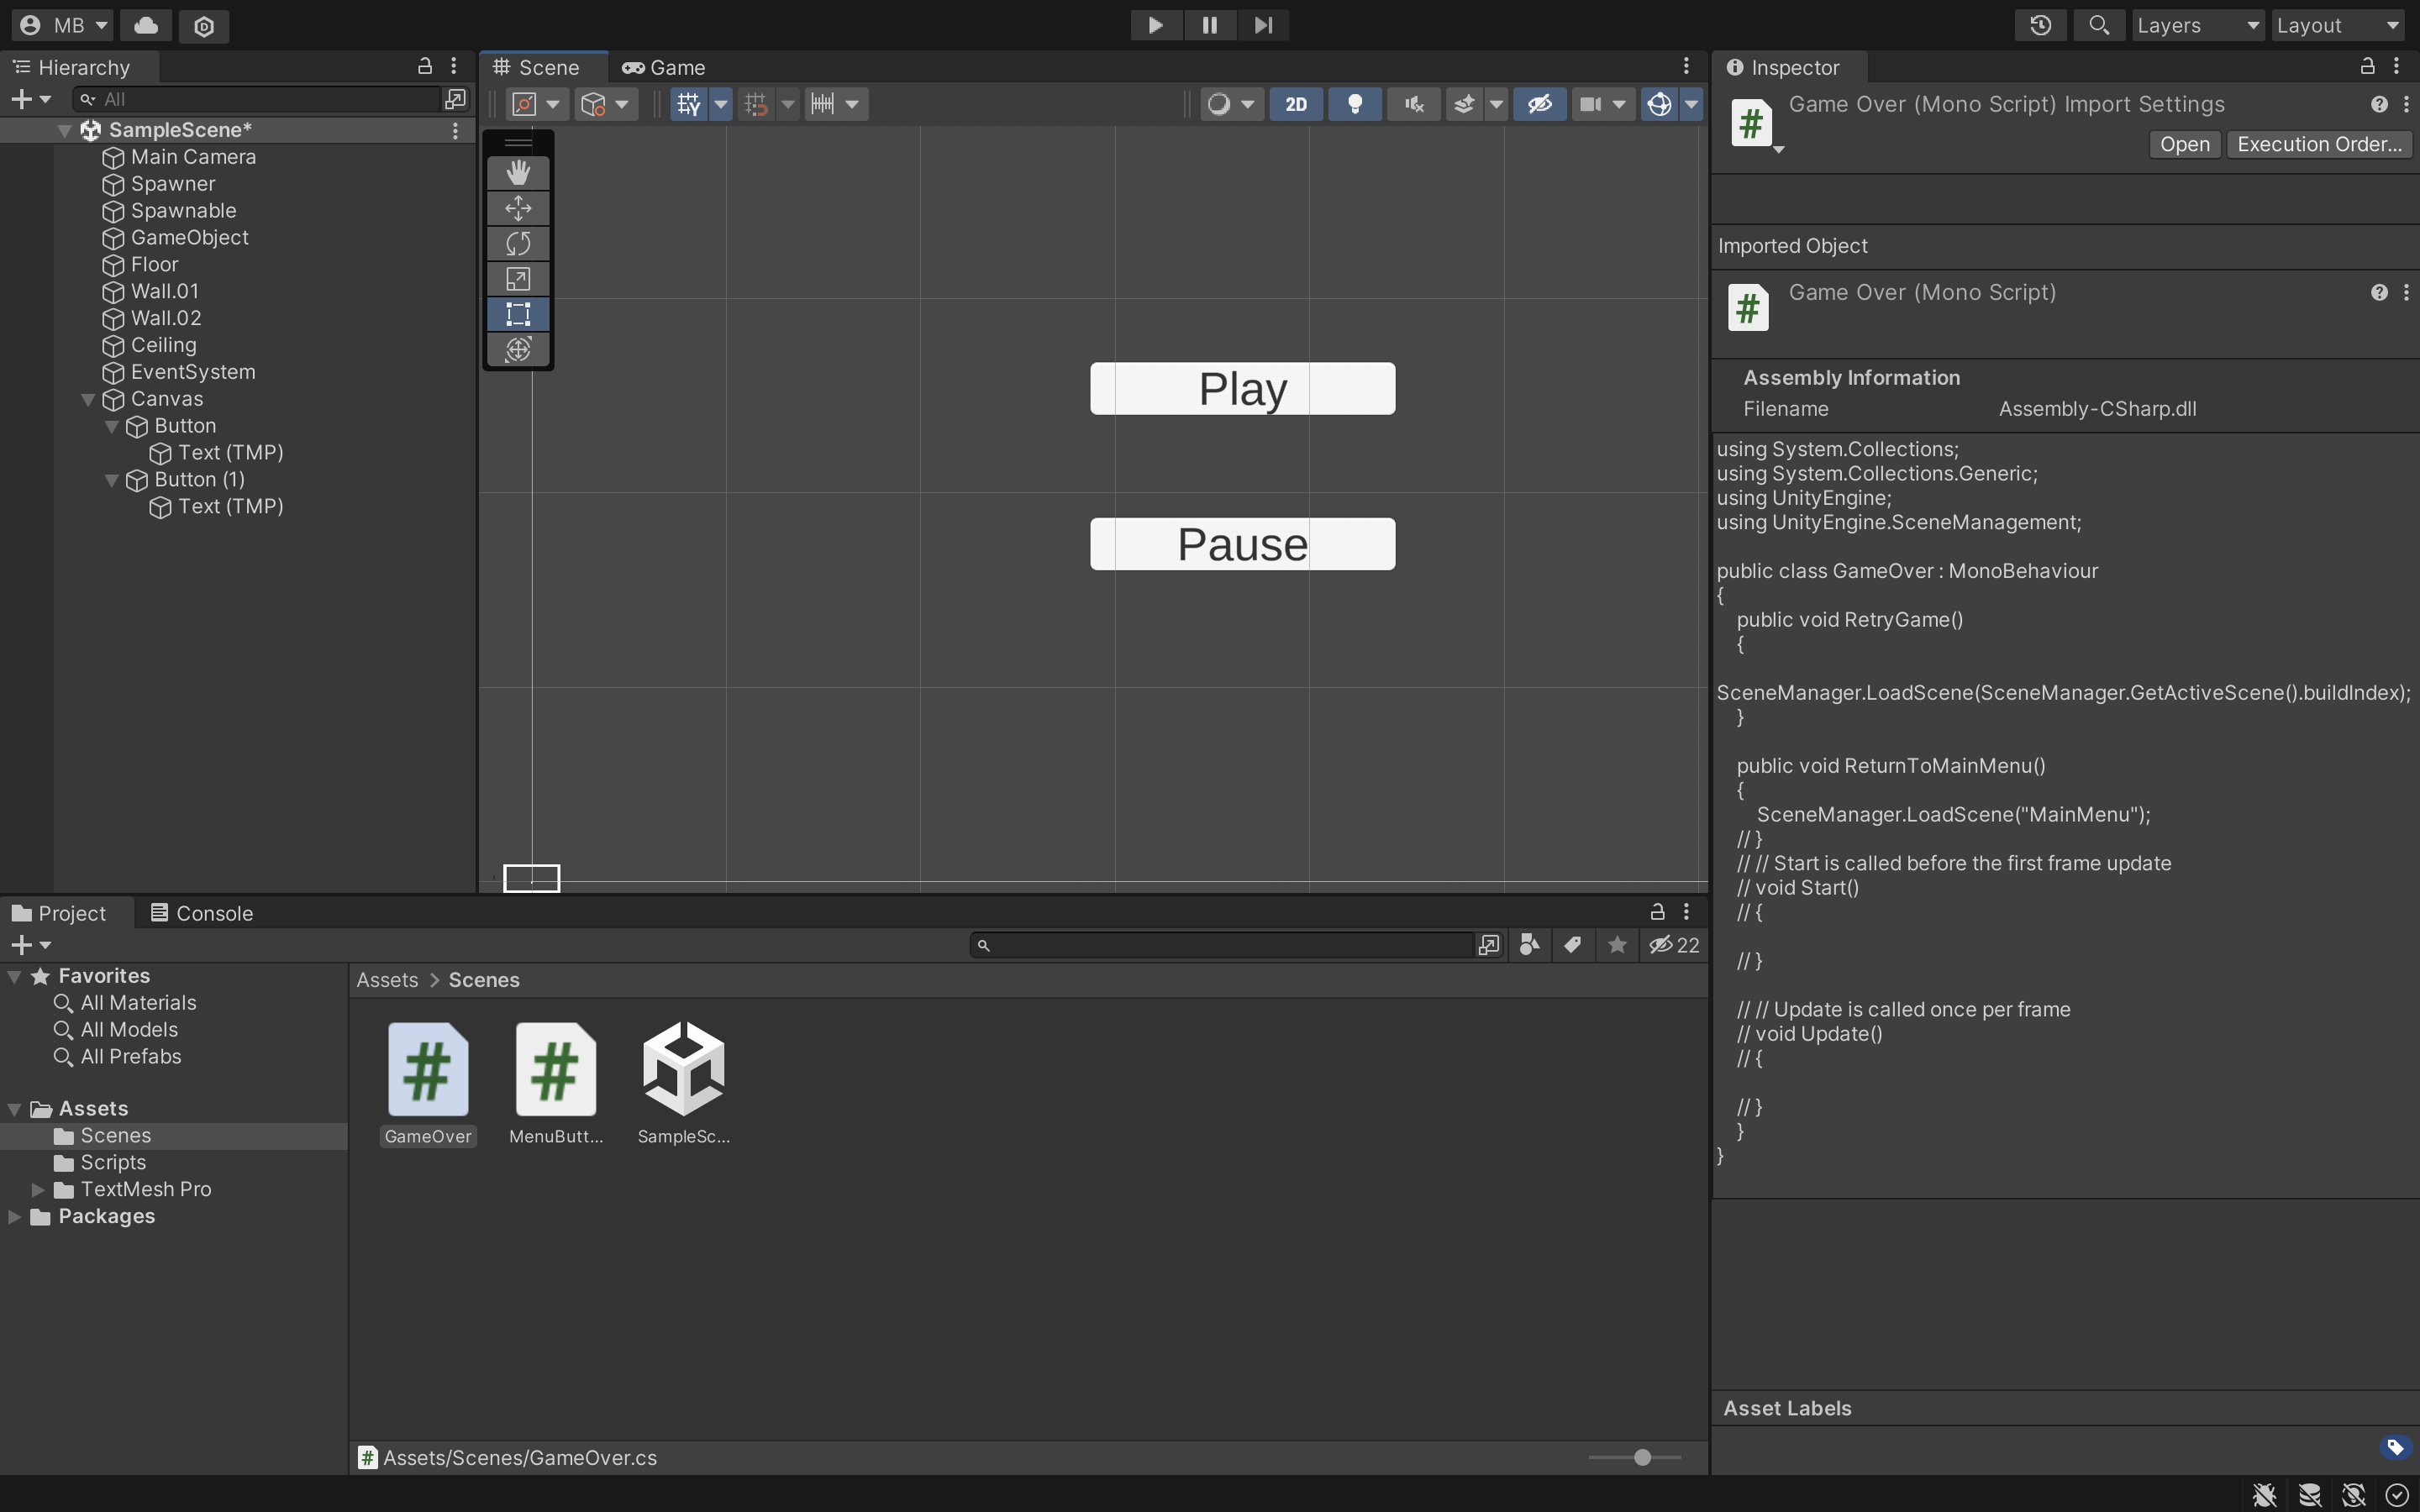 MB
Layers
Layout
Hierarchy
All
SampleScene*
Main Camera
Spawner
Spawnable
GameObject
Floor
Wall.01
Wall.02
Ceiling
EventSystem
Canvas
Button
Text (TMP)
Button (1)
Text (TMP)
Scene
Game
2D
Play
Pause
Inspector
Game Over (Mono Script) Import Settings
Open
Execution Order...
Imported Object
Game Over (Mono Script)
Assembly Information
Filename Assembly-CSharp.dll
using System.Collections;
using System.Collections.Generic;
using UnityEngine;
using UnityEngine.SceneManagement;
public class GameOver : MonoBehaviour
{
public void RetryGame()
{
SceneManager.LoadScene(SceneManager.GetActiveScene().buildIndex);
}
public void ReturnToMainMenu()
{
SceneManager.LoadScene("MainMenu");
// }
// // Start is called before the first frame update
// void Start()
// {
// }
// // Update is called once per frame
// void Update()
// {
// }
}
}
Asset Labels
Project
Console
22
Favorites
All Materials
All Models
All Prefabs
Assets
Scenes
Scripts
TextMesh Pro
Packages
Assets > Scenes
GameOver
MenuButt...
SampleSc...
Assets/Scenes/GameOver.cs